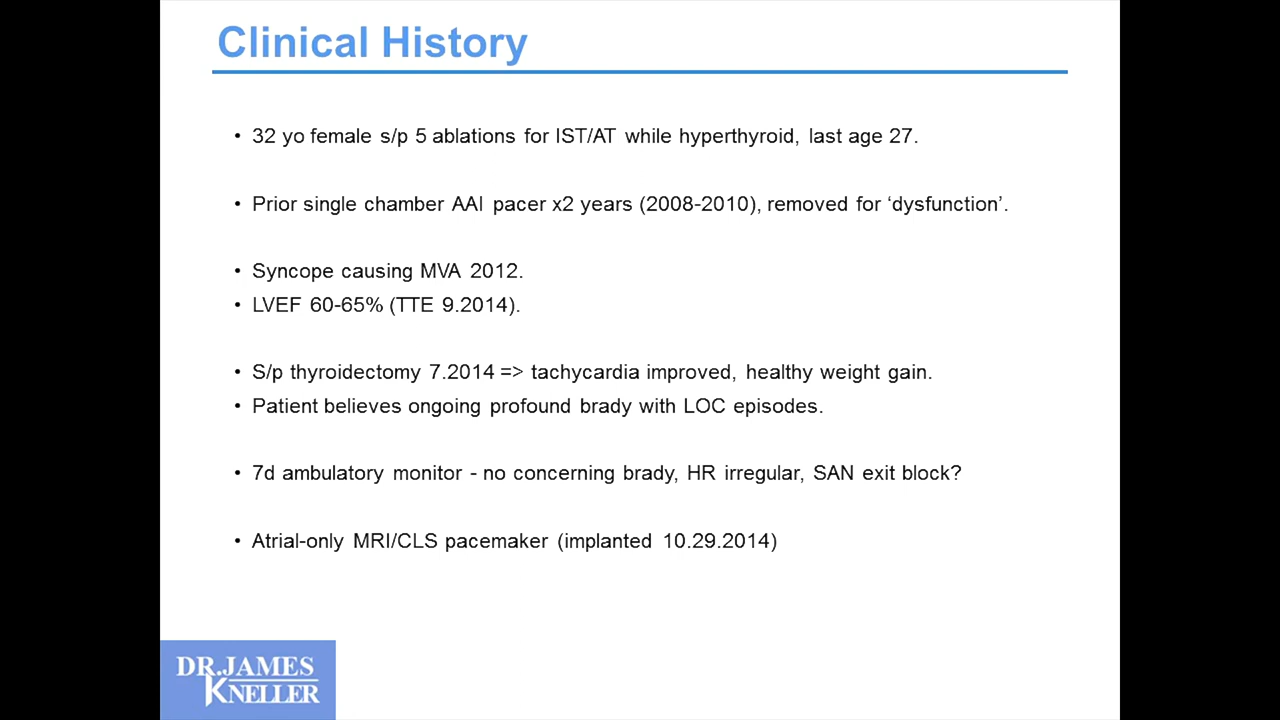 Clinical History
• 32 yo female s/p 5 ablations for IST/AT while hyperthyroid, last age 27.
• Prior single chamber AAI pacer x2 years (2008-2010), removed for ‘dysfunction’.
• Syncope causing MVA 2012.
• LVEF 60-65% (TTE 9.2014).
• S/p thyroidectomy 7.2014 => tachycardia improved, healthy weight gain.
• Patient believes ongoing profound brady with LOC episodes.
• 7d ambulatory monitor - no concerning brady, HR irregular, SAN exit block?
• Atrial-only MRI/CLS pacemaker (implanted 10.29.2014)
DR.JAMES
KNELLER